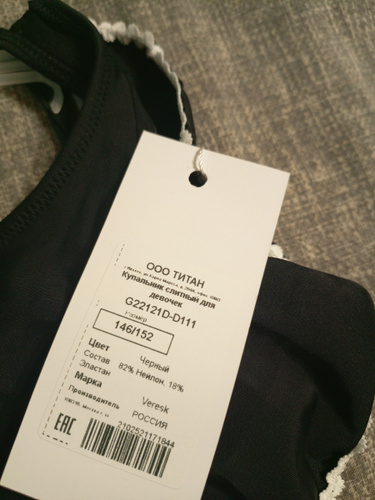 ООО ТИТАН
Купальник слитный для
девочек
G22121D-D111
Размер
146/152
Цвет Черный
Состав 82% Нейлон, 18%
Эластан
Марка Veresk
Производитель РОССИЯ
EAC
2102521171844